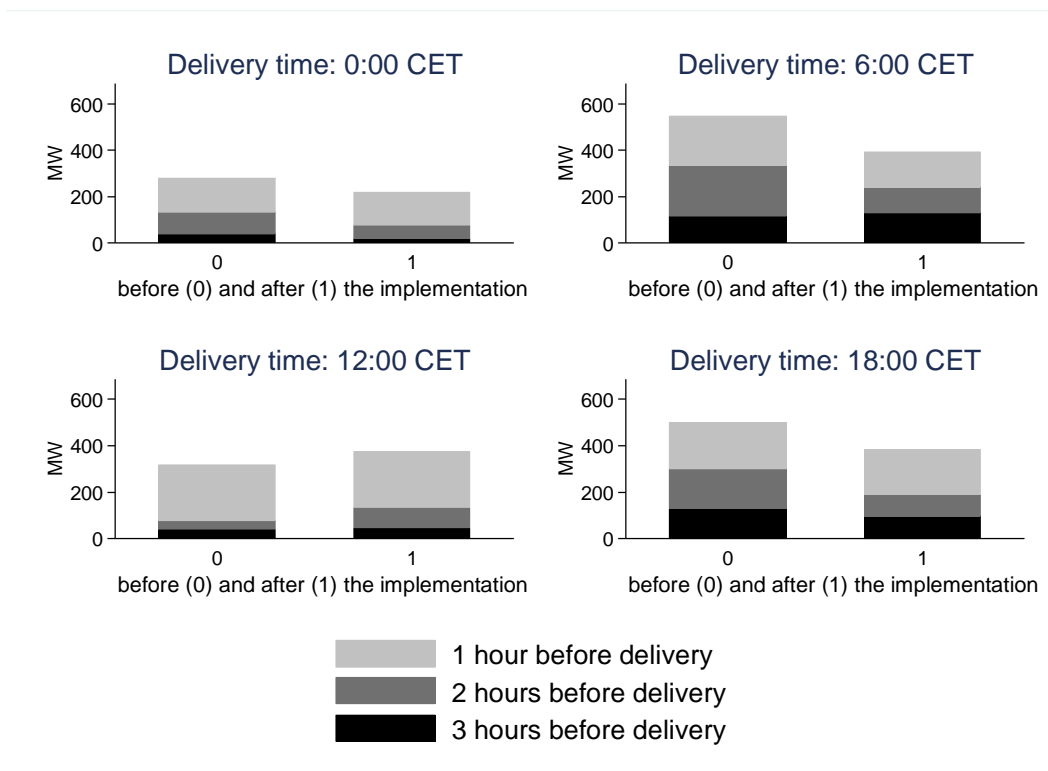 Delivery time: 0:00 CET
MW
600
400
200
0
0 1
before (0) and after (1) the implementation
Delivery time: 6:00 CET
MW
600
400
200
0
0 1
before (0) and after (1) the implementation
Delivery time: 12:00 CET
MW
600
400
200
0
0 1
before (0) and after (1) the implementation
Delivery time: 18:00 CET
MW
600
400
200
0
0 1
before (0) and after (1) the implementation
1 hour before delivery
2 hours before delivery
3 hours before delivery